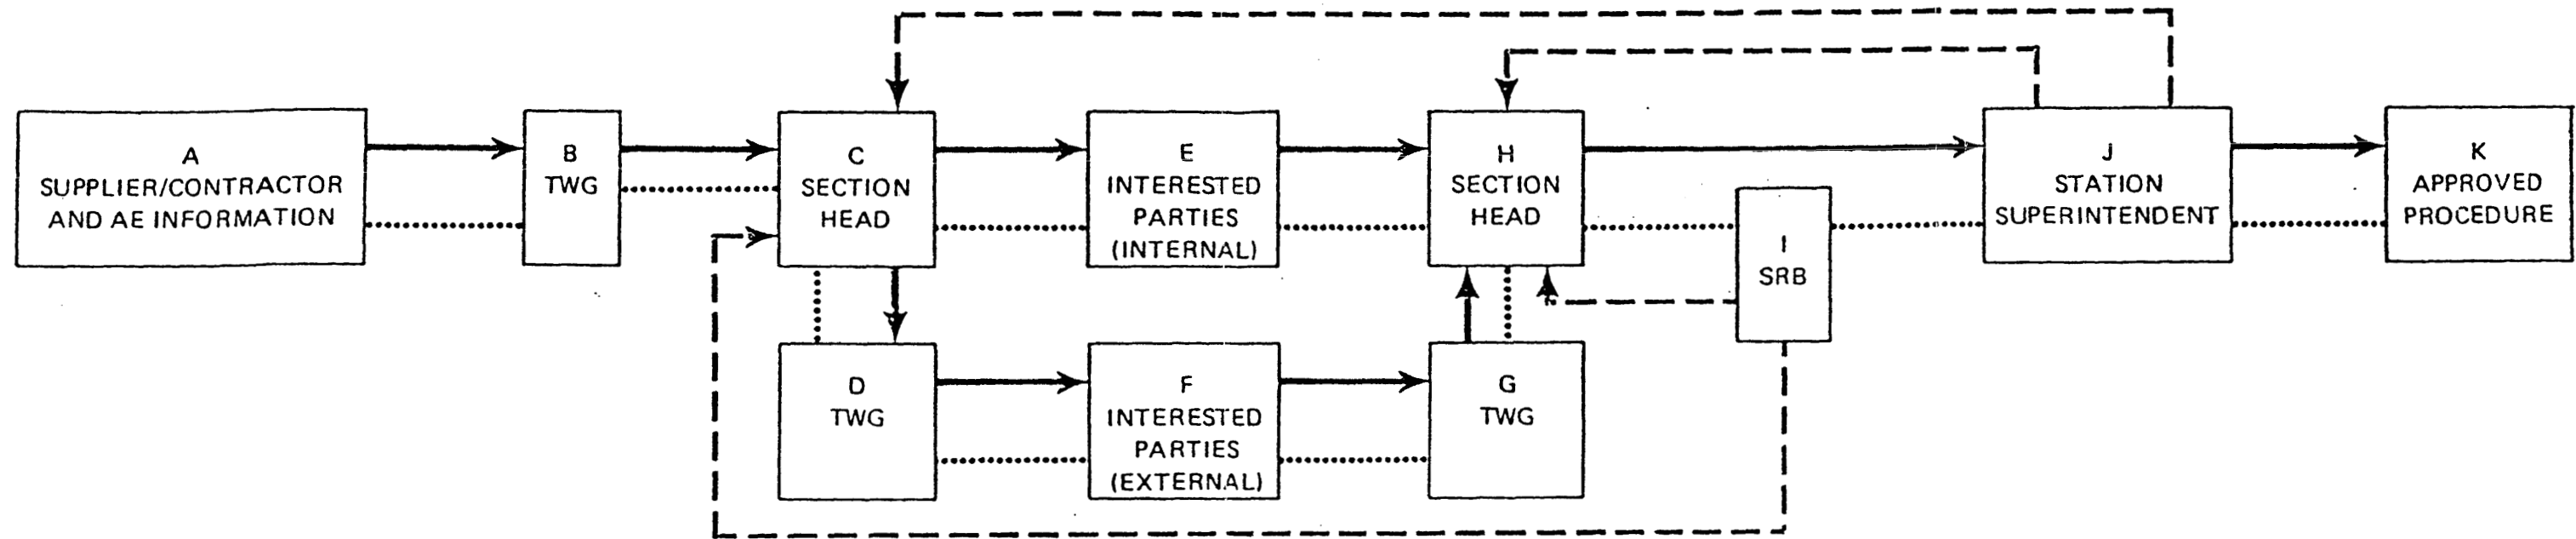 A
SUPPLIER/CONTRACTOR
AND AE INFORMATION
B
TWG
C
SECTION
HEAD
E
INTERESTED
PARTIES
(INTERNAL)
H
SECTION
HEAD
I
SRB
J
STATION
SUPERINTENDENT
K
APPROVED
PROCEDURE
D
TWG
F
INTERESTED
PARTIES
(EXTERNAL)
G
TWG